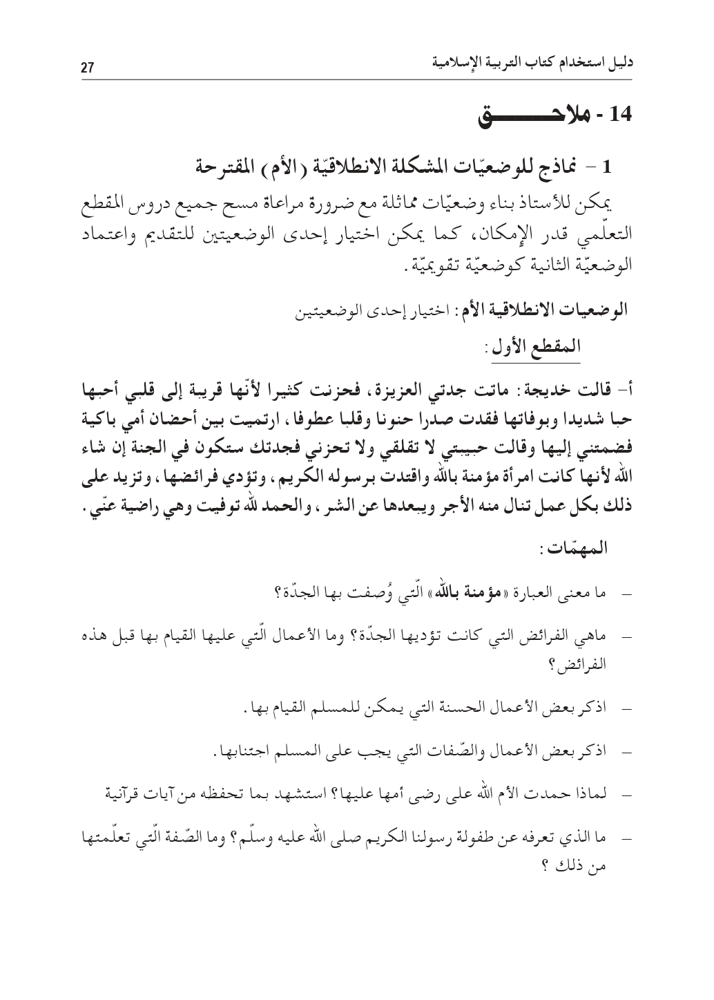 دليل استخدام كتاب التربية الإسلامية 27
14 - ملاحـــــــــق
1 – نماذج للوضعيّات المشكلة الانطلاقيّة (الأم) المقترحة
يمكن للأستاذ بناء وضعيّات مماثلة مع ضرورة مراعاة مسح جميع دروس المقطع
التعلّمي قدر الإمكان، كما يمكن اختيار إحدى الوضعيتين للتقديم واعتماد
الوضعيّة الثانية كوضعيّة تقويميّة.
الوضعيات الانطلاقية الأم: اختيار إحدى الوضعيتين
المقطع الأول:
أ– قالت خديجة: ماتت جدتي العزيزة، فحزنت كثيرا لأنّها قريبة إلى قلبي أحبها
حبا شديدا وبوفاتها فقدت صدرا حنونا وقلبا عطوفا، ارتميت بين أحضان أمي باكية
فضمتني إليها وقالت حبيبتي لا تقلقي ولا تحزني فجدتك ستكون في الجنة إن شاء
الله لأنها كانت امرأة مؤمنة بالله واقتدت برسوله الكريم، وتؤدي فرائضها، وتزيد على
ذلك بكل عمل تنال منه الأجر ويبعدها عن الشر، والحمد لله توفيت وهي راضية عنّي.
المهمّات:
– ما معنى العبارة «مؤمنة بالله» الّتي وُصفت بها الجدّة؟
– ماهي الفرائض التي كانت تؤديها الجدّة؟ وما الأعمال الّتي عليها القيام بها قبل هذه
الفرائض؟
– اذكر بعض الأعمال الحسنة التي يمكن للمسلم القيام بها.
– اذكر بعض الأعمال والصّفات التي يجب على المسلم اجتنابها.
– لماذا حمدت الأم الله على رضى أمها عليها؟ استشهد بما تحفظه من آيات قرآنية
– ما الذي تعرفه عن طفولة رسولنا الكريم صلى الله عليه وسلّم؟ وما الصّفة الّتي تعلّمتها
من ذلك ؟